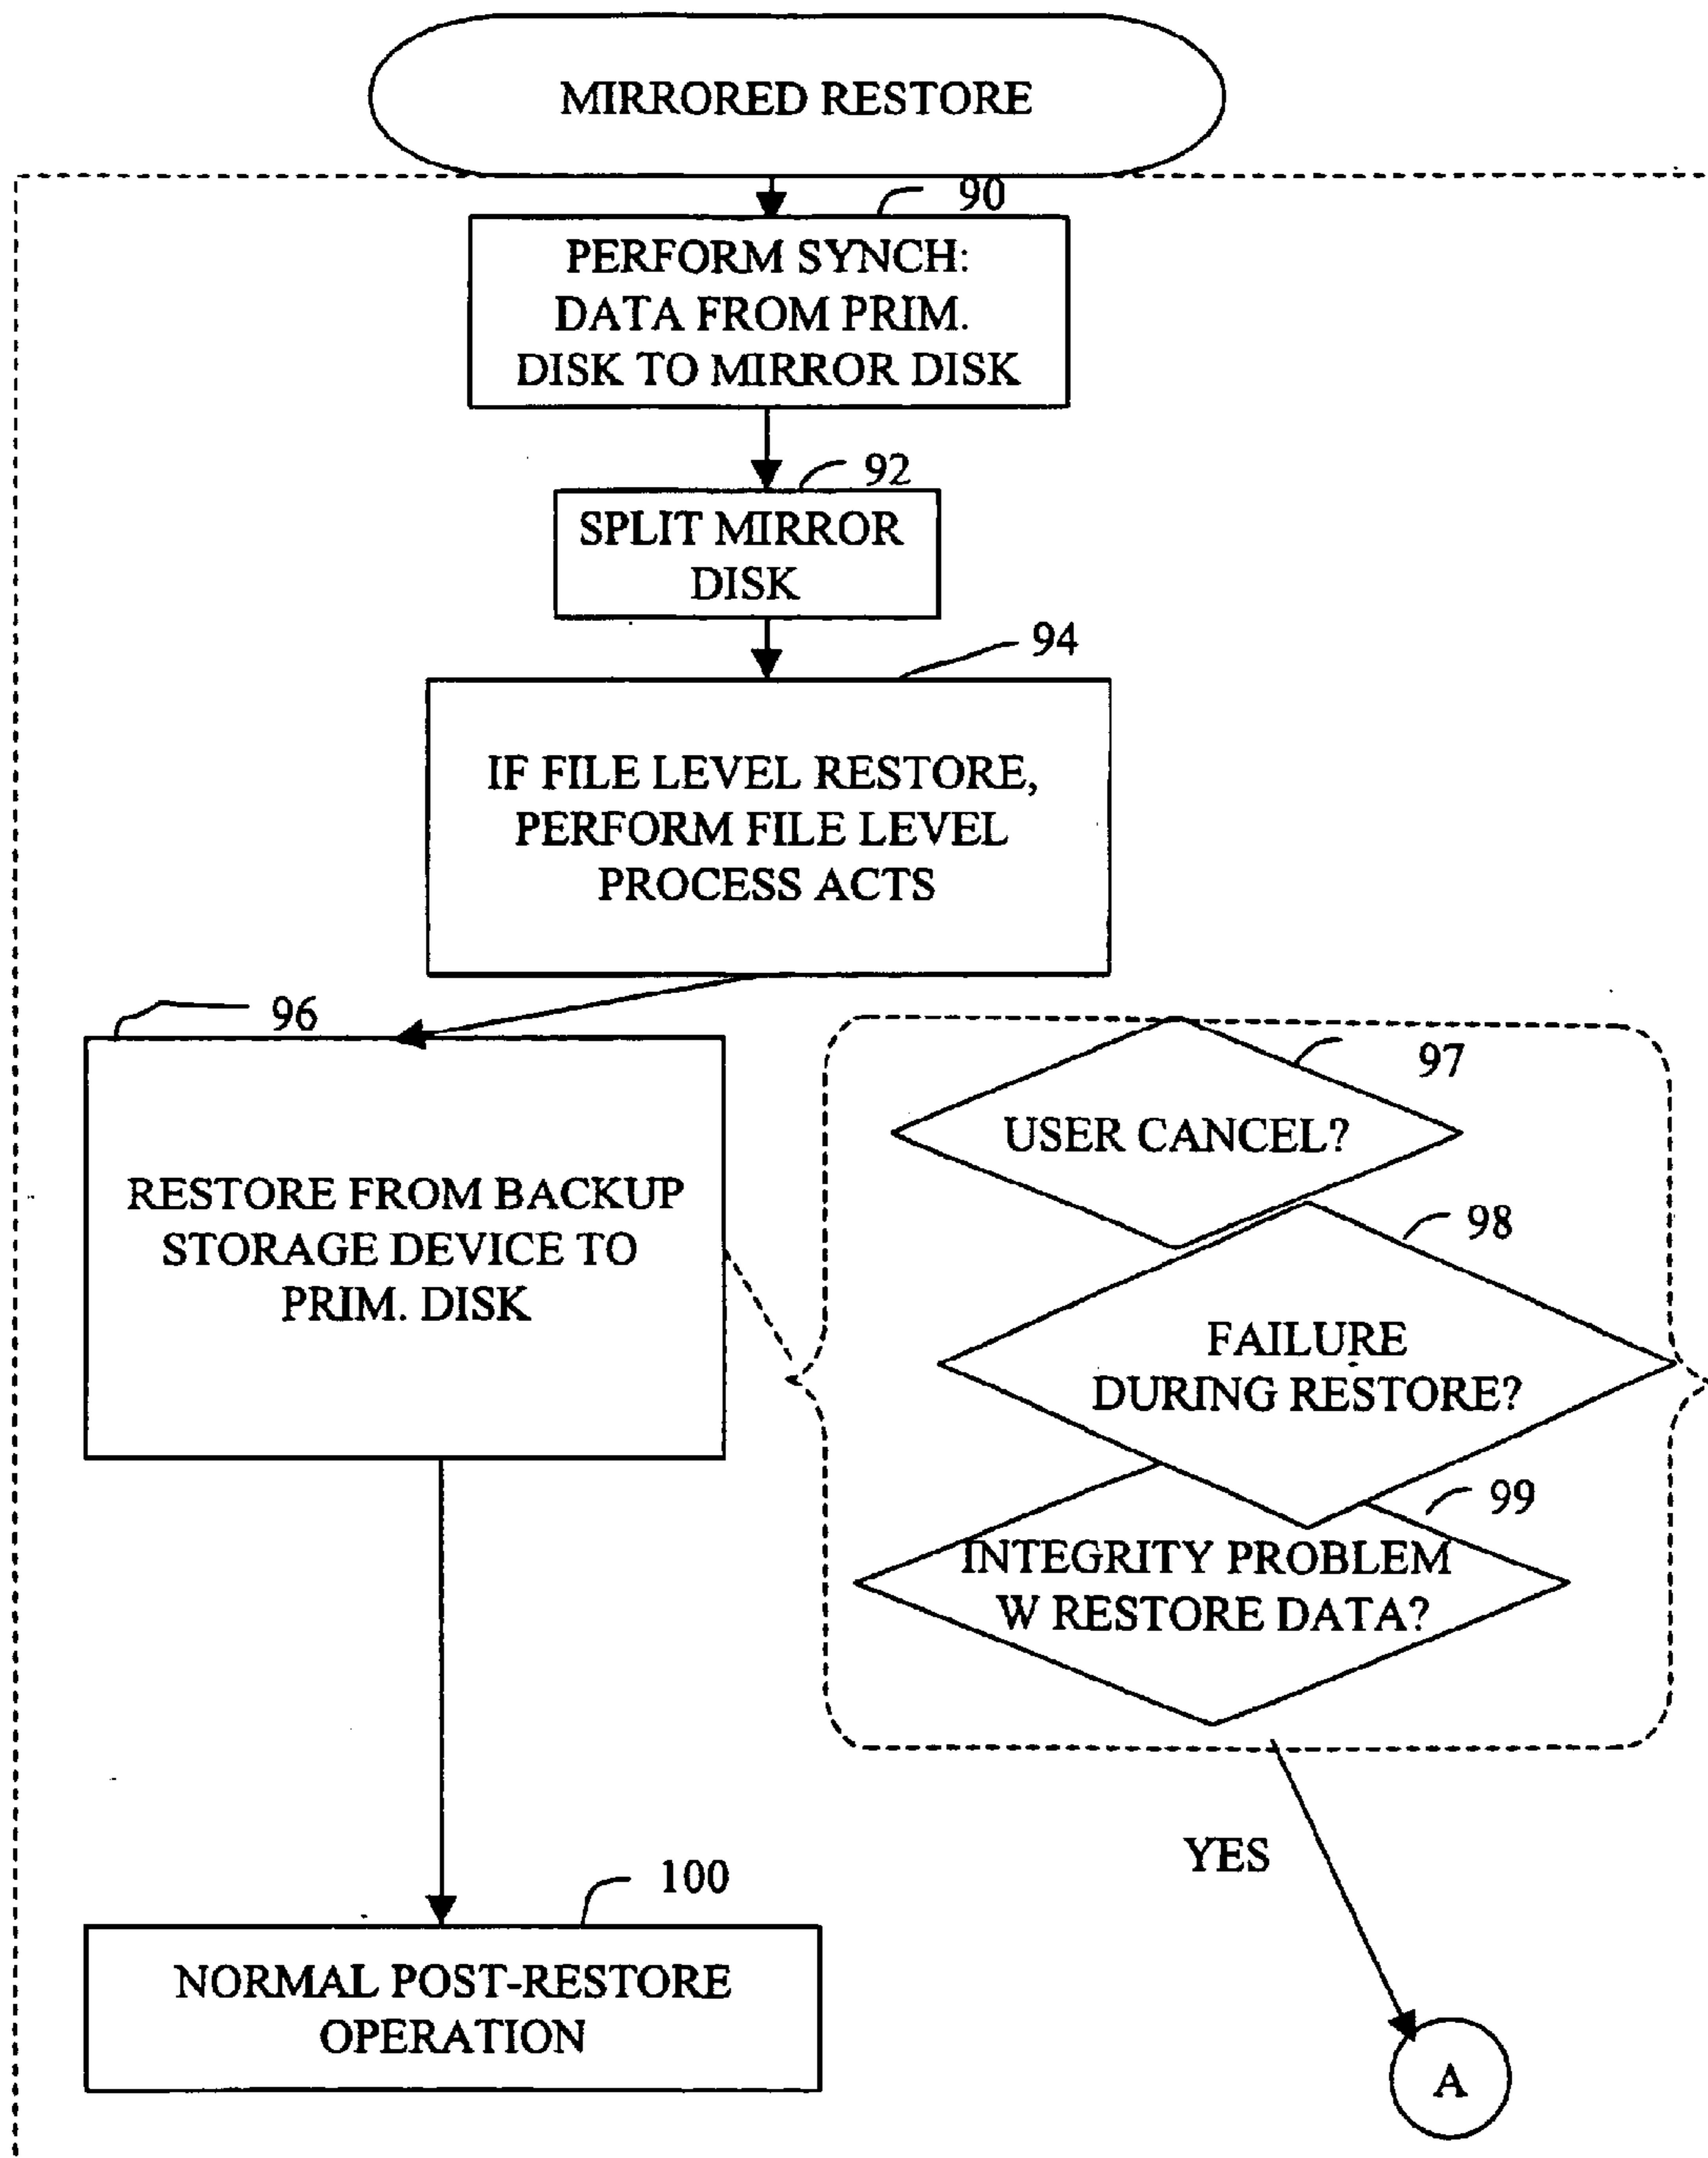 MIRRORED RESTORE
90
PERFORM SYNCH:
DATA FROM PRIM.
DISK TO MIRROR DISK
92
SPLIT MIRROR
DISK
94
IF FILE LEVEL RESTORE,
PERFORM FILE LEVEL
PROCESS ACTS
96
RESTORE FROM BACKUP
STORAGE DEVICE TO
PRIM. DISK
97
USER CANCEL?
98
FAILURE
DURING RESTORE?
99
INTEGRITY PROBLEM
W RESTORE DATA?
YES
100
NORMAL POST-RESTORE
OPERATION
A